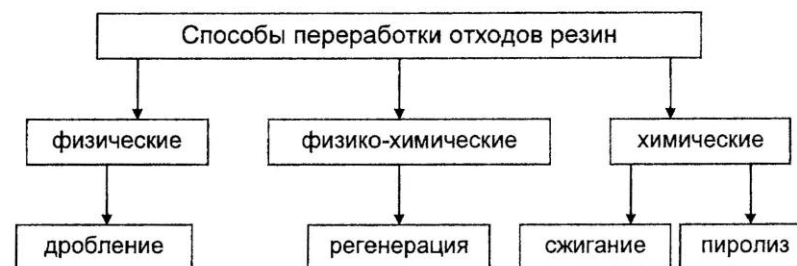 Способы переработки отходов резин
физические
физико-химические
химические
дробление
регенерация
сжигание
пиролиз